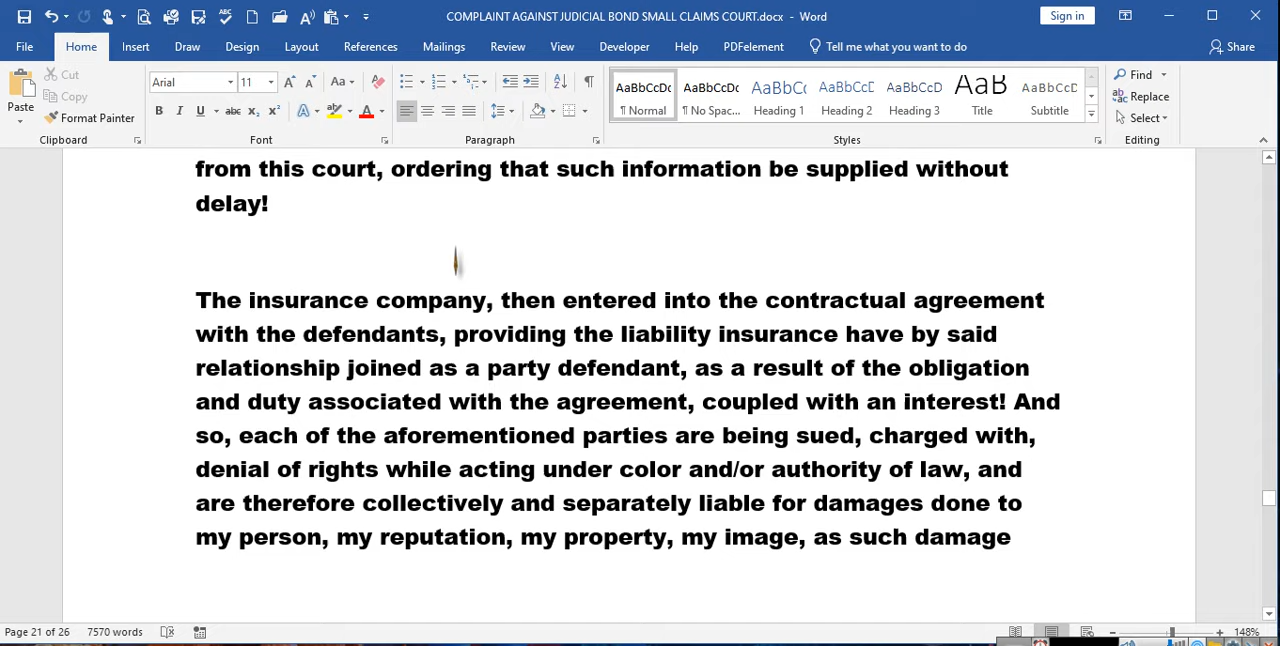 COMPLAINT AGAINST JUDICIAL BOND SMALL CLAIMS COURT.docx - Word
Sign in
File Home Insert Draw Design Layout References Mailings Review View Developer Help PDFelement Tell me what you want to do Share
Paste
Cut
Copy
Format Painter
Arial 11
AaBbCcDc ¶ Normal
AaBbCcDc ¶ No Spac...
AaBbCc Heading 1
AaBbCcD Heading 2
AaBbCcD Heading 3
AaB Title
AaBbCcD Subtitle
Find
Replace
Select
Clipboard Font Paragraph Styles Editing
from this court, ordering that such information be supplied without
delay!
The insurance company, then entered into the contractual agreement
with the defendants, providing the liability insurance have by said
relationship joined as a party defendant, as a result of the obligation
and duty associated with the agreement, coupled with an interest! And
so, each of the aforementioned parties are being sued, charged with,
denial of rights while acting under color and/or authority of law, and
are therefore collectively and separately liable for damages done to
my person, my reputation, my property, my image, as such damage
Page 21 of 26 7570 words 148%